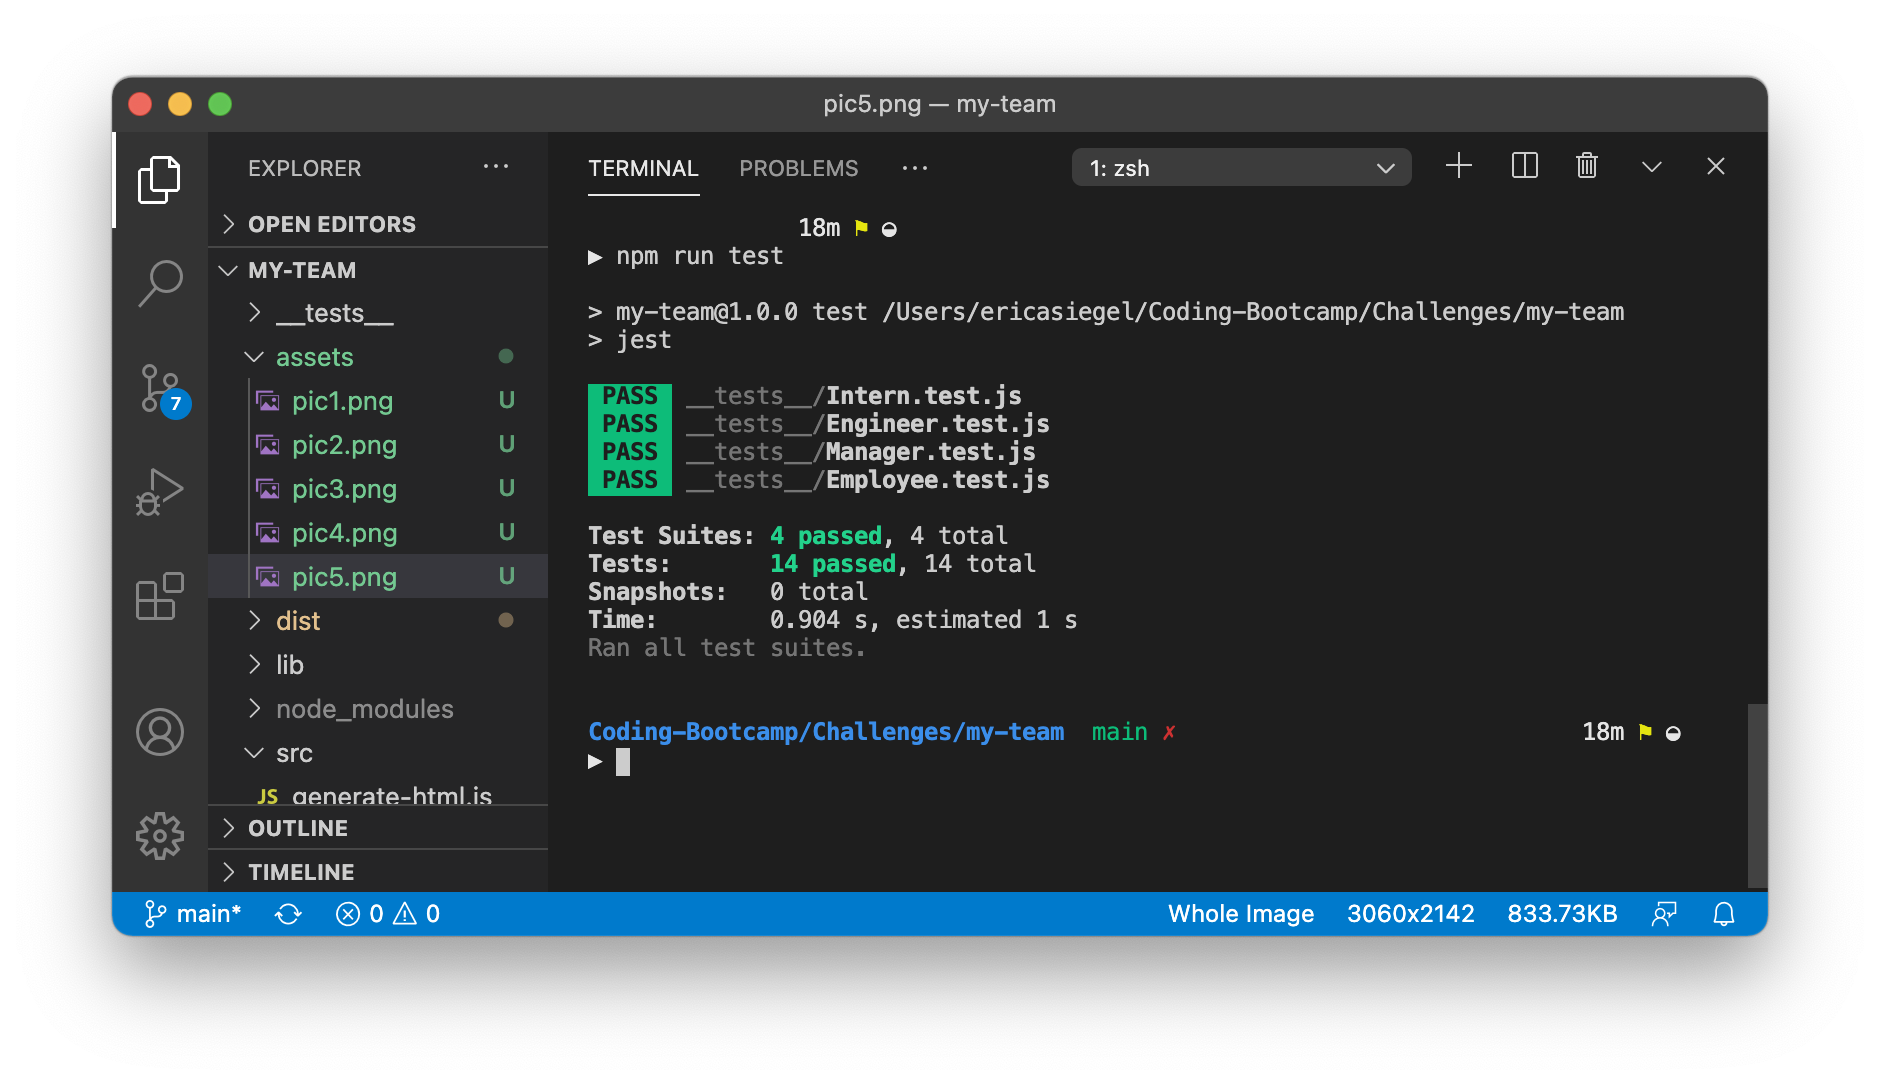 pic5.png — my-team
EXPLORER
OPEN EDITORS
MY-TEAM
__tests__
assets
pic1.png U
pic2.png U
pic3.png U
pic4.png U
pic5.png U
dist
lib
node_modules
src
JS generate-html.js
OUTLINE
TIMELINE
7
TERMINAL PROBLEMS ··· 1: zsh
18m
▶ npm run test
> my-team@1.0.0 test /Users/ericasiegel/Coding-Bootcamp/Challenges/my-team
> jest
PASS __tests__/Intern.test.js
PASS __tests__/Engineer.test.js
PASS __tests__/Manager.test.js
PASS __tests__/Employee.test.js
Test Suites: 4 passed, 4 total
Tests: 14 passed, 14 total
Snapshots: 0 total
Time: 0.904 s, estimated 1 s
Ran all test suites.
Coding-Bootcamp/Challenges/my-team main ✗ 18m
▶
main* 0 0 Whole Image 3060x2142 833.73KB